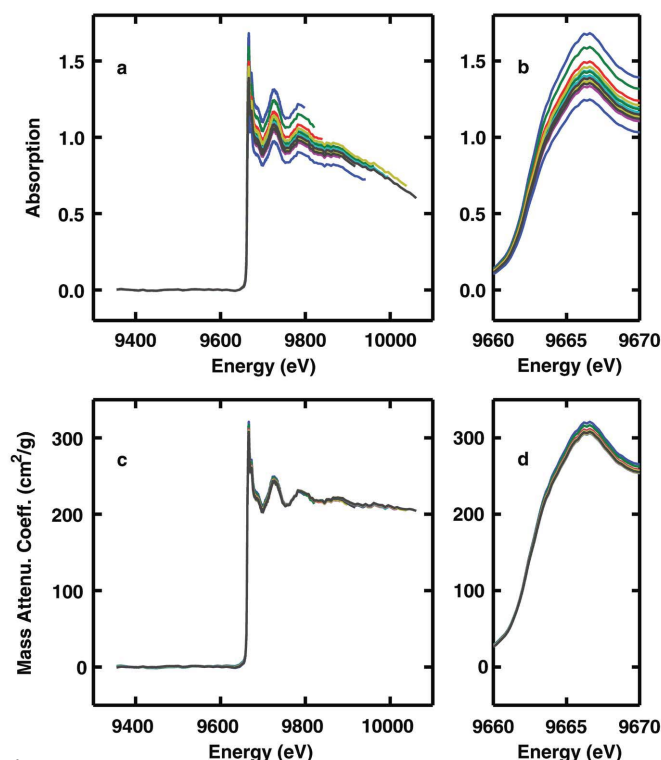 a
b
1.5
1.0
0.5
0.0
Absorption
9400 9600 9800 10000
Energy (eV)
1.5
1.0
0.5
0.0
9660 9665 9670
Energy (eV)
c
d
300
200
100
0
Mass Attenu. Coeff. (cm²/g)
9400 9600 9800 10000
Energy (eV)
300
200
100
0
9660 9665 9670
Energy (eV)